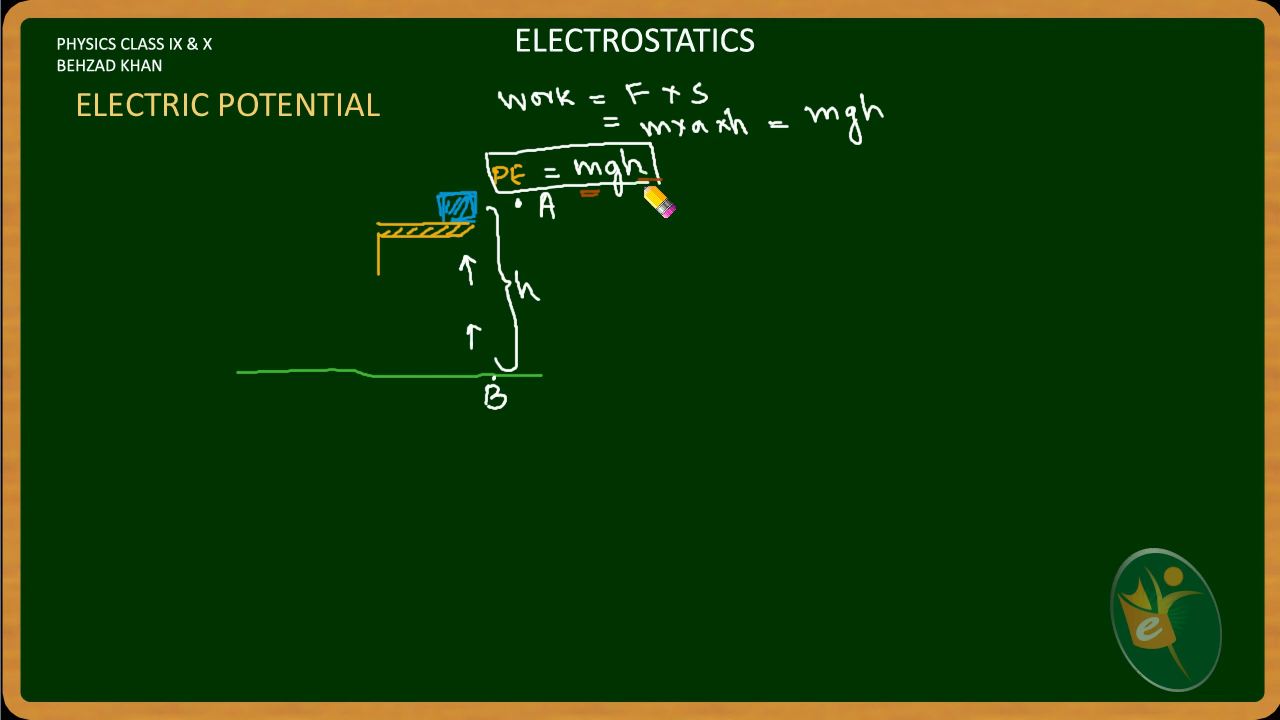 PHYSICS CLASS IX & X
BEHZAD KHAN
ELECTROSTATICS
ELECTRIC POTENTIAL
work = F x S
= m x a x h = mgh
PE = mgh
A
h
B
e